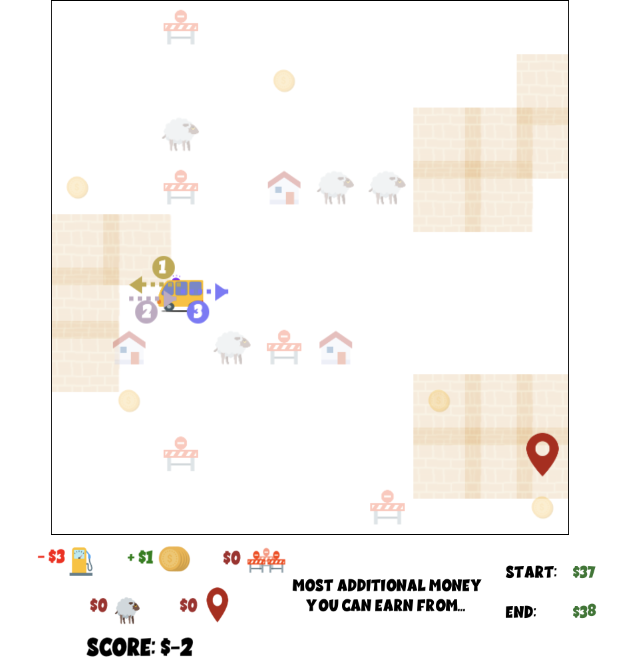 1
2
3
- $3
+ $1
$0
$0
$0
SCORE: $-2
MOST ADDITIONAL MONEY
YOU CAN EARN FROM...
START: $37
END: $38